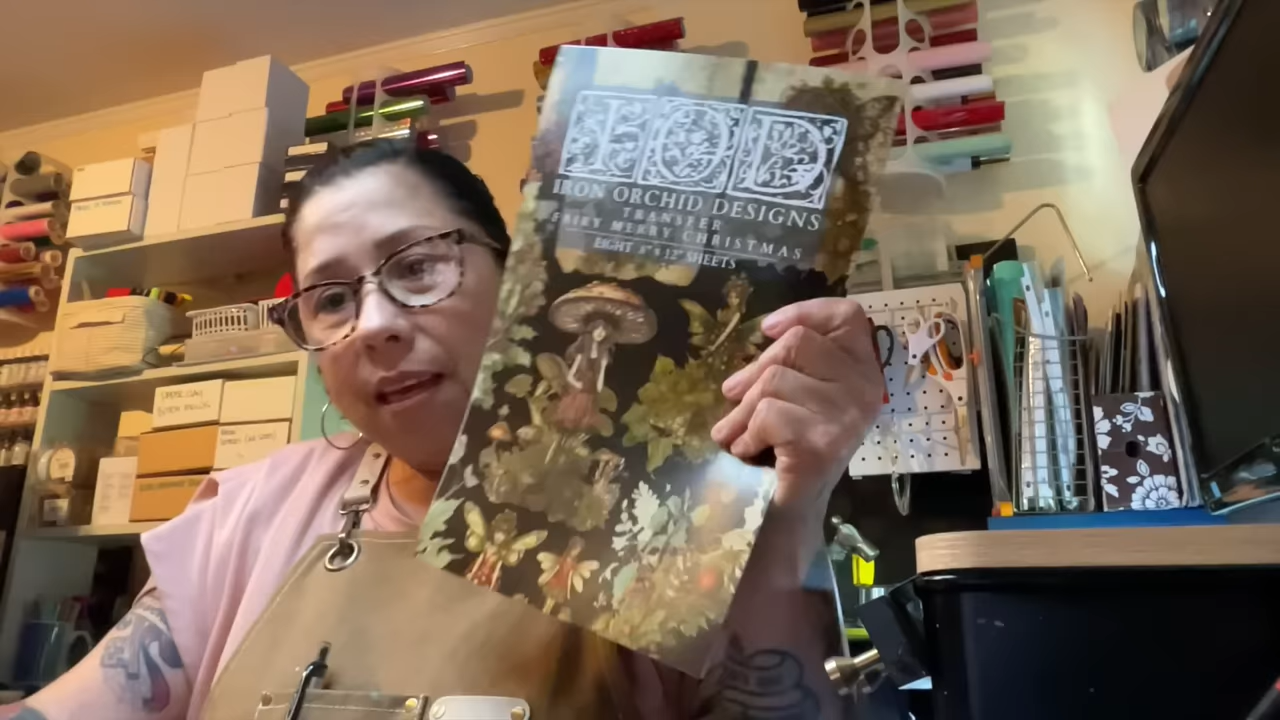 IOD
IRON ORCHID DESIGNS
TRANSFER
FAIRY MERRY CHRISTMAS
EIGHT 8" x 12" SHEETS